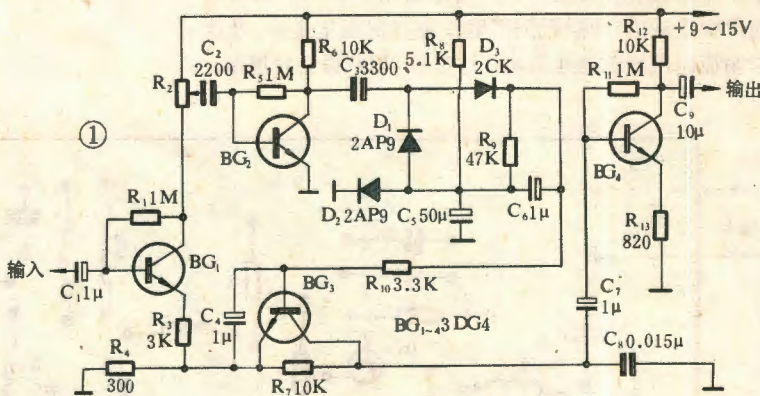 ①
R₂
C₂
2200
R₅1M
R₆10K
C₃3300
R₈
5.1K
D₃
2CK
R₁₂
10K
+9~15V
R₁₁1M
C₉
10μ
输出
BG₂
D₁
2AP9
R₉
47K
BG₄
R₁1M
D₂2AP9
C₅50μ
C₆1μ
R₁₃
820
输入
C₁1μ
BG₁
R₃
3K
C₄
1μ
BG₃
R₁₀3.3K
BG₁~₄3DG4
C₇
1μ
C₈0.015μ
R₄
300
R₇10K